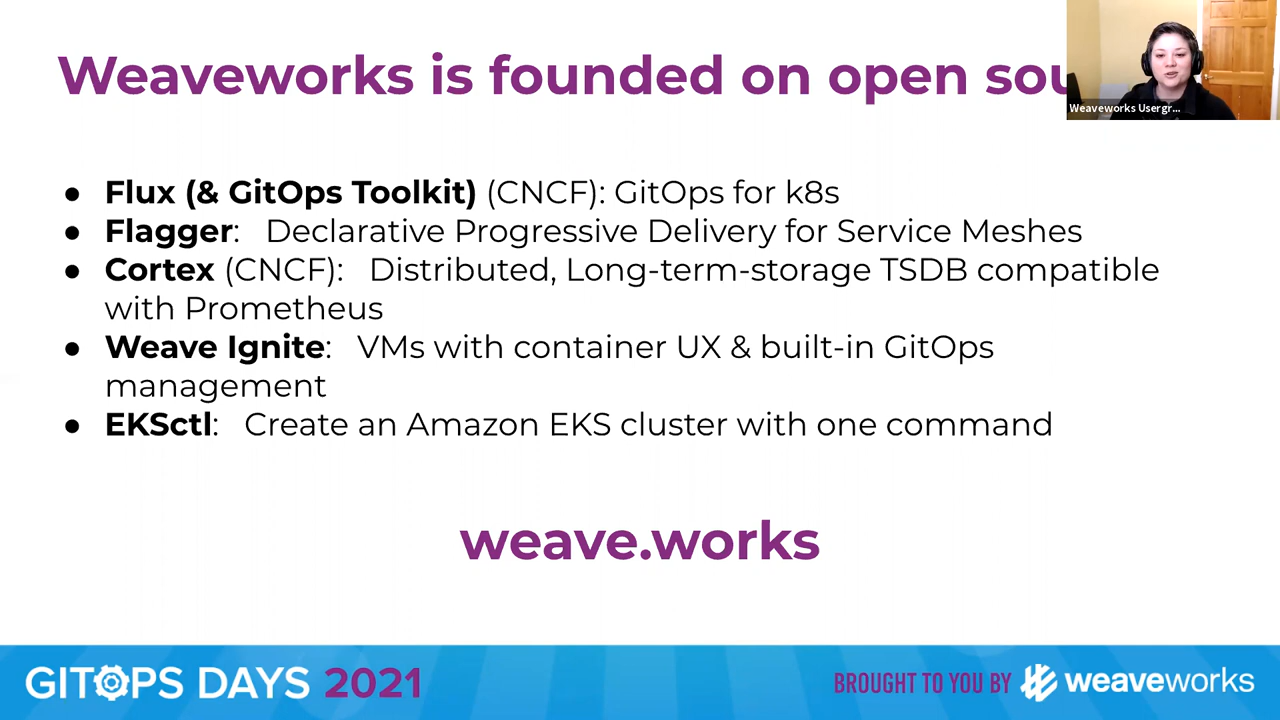 Weaveworks is founded on open sou
Weaveworks Usergr...
● Flux (& GitOps Toolkit) (CNCF): GitOps for k8s
● Flagger: Declarative Progressive Delivery for Service Meshes
● Cortex (CNCF): Distributed, Long-term-storage TSDB compatible
with Prometheus
● Weave Ignite: VMs with container UX & built-in GitOps
management
● EKSctl: Create an Amazon EKS cluster with one command
weave.works
GITOPS DAYS 2021
BROUGHT TO YOU BY weaveworks